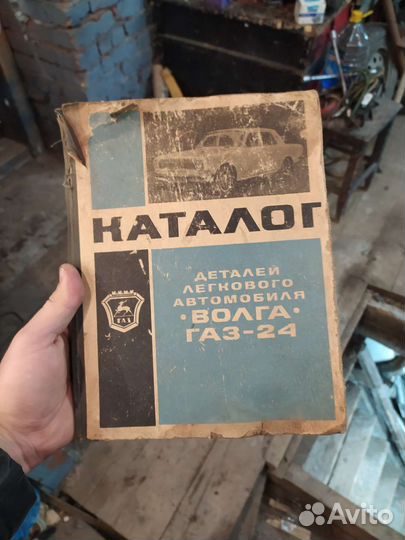 КАТАЛОГ
ДЕТАЛЕЙ
ЛЕГКОВОГО
АВТОМОБИЛЯ
·ВОЛГА·
ГАЗ-24
ГАЗ
Avito